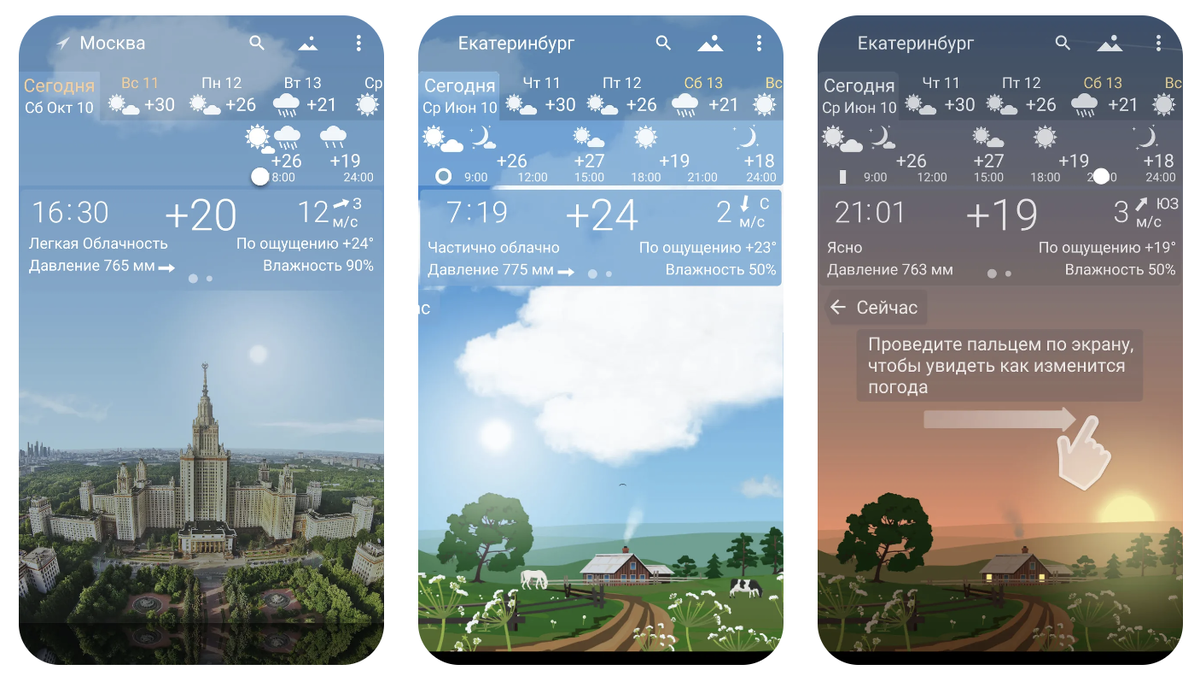 Москва
Сегодня Вс 11 Пн 12 Вт 13 Ср
Сб Окт 10 +30 +26 +21
+26 +19
8:00 24:00
16:30 +20 12 З м/с
Легкая Облачность По ощущению +24°
Давление 765 мм Влажность 90%
Екатеринбург
Сегодня Чт 11 Пт 12 Сб 13 Вс
Ср Июн 10 +30 +26 +21
+26 +27 +19 +18
9:00 12:00 15:00 18:00 21:00 24:00
7:19 +24 2 С м/с
Частично облачно По ощущению +23°
Давление 775 мм Влажность 50%
с
Екатеринбург
Сегодня Чт 11 Пт 12 Сб 13 Вс
Ср Июн 10 +30 +26 +21
+26 +27 +19 +18
9:00 12:00 15:00 18:00 24:00
21:01 +19 3 ЮЗ м/с
Ясно По ощущению +19°
Давление 763 мм Влажность 50%
← Сейчас
Проведите пальцем по экрану,
чтобы увидеть как изменится
погода